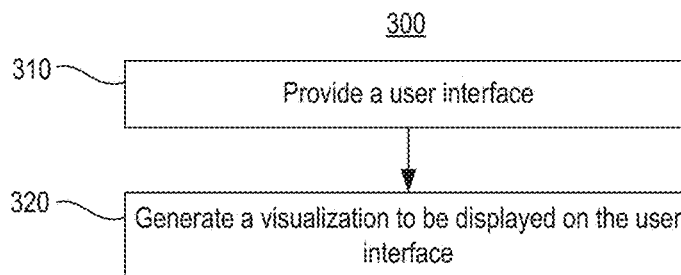 300
310
Provide a user interface
320
Generate a visualization to be displayed on the user
interface